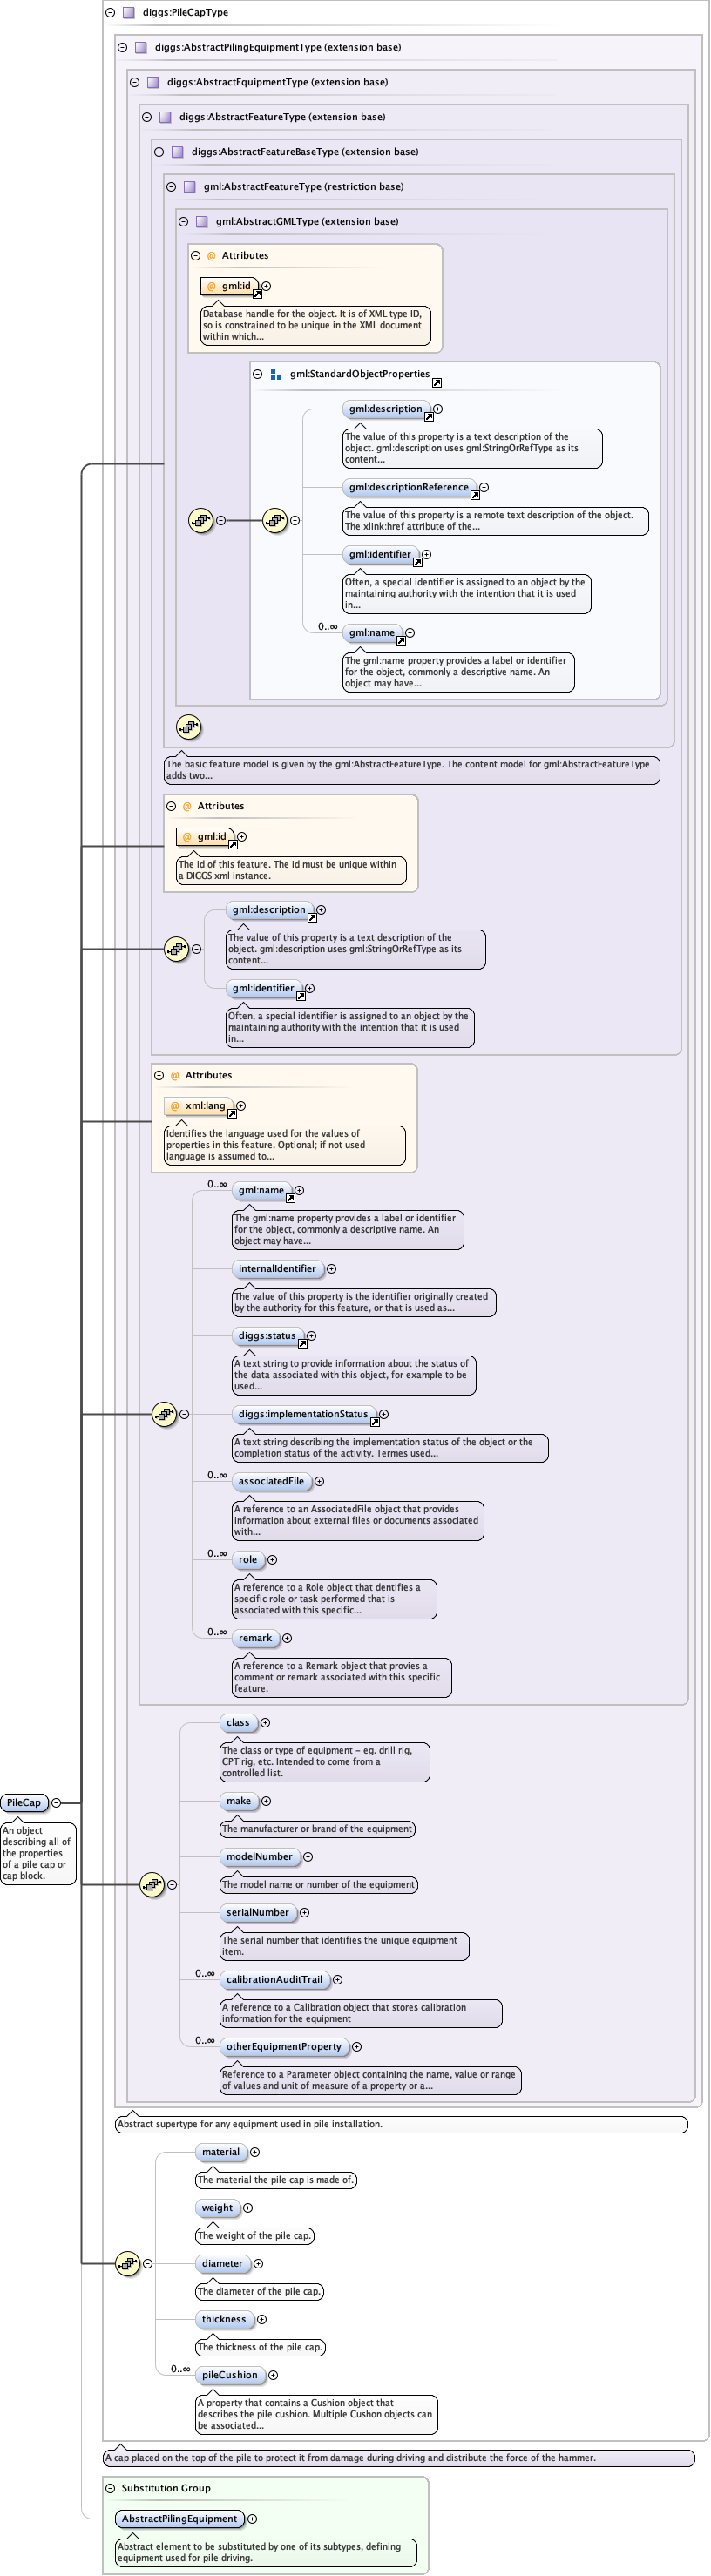 diggs:PileCapType
diggs:AbstractPilingEquipmentType (extension base)
diggs:AbstractEquipmentType (extension base)
diggs:AbstractFeatureType (extension base)
diggs:AbstractFeatureBaseType (extension base)
gml:AbstractFeatureType (restriction base)
gml:AbstractGMLType (extension base)
@ Attributes
@ gml:id
Database handle for the object. It is of XML type ID,
so is constrained to be unique in the XML document
within which...
gml:StandardObjectProperties
gml:description
The value of this property is a text description of the
object. gml:description uses gml:StringOrRefType as its
content...
gml:descriptionReference
The value of this property is a remote text description of the object.
The xlink:href attribute of the...
gml:identifier
Often, a special identifier is assigned to an object by the
maintaining authority with the intention that it is used
in...
0..∞
gml:name
The gml:name property provides a label or identifier
for the object, commonly a descriptive name. An
object may have...
The basic feature model is given by the gml:AbstractFeatureType. The content model for gml:AbstractFeatureType
adds two...
@ Attributes
@ gml:id
The id of this feature. The id must be unique within
a DIGGS xml instance.
gml:description
The value of this property is a text description of the
object. gml:description uses gml:StringOrRefType as its
content...
gml:identifier
Often, a special identifier is assigned to an object by the
maintaining authority with the intention that it is used
in...
@ Attributes
@ xml:lang
Identifies the language used for the values of
properties in this feature. Optional; if not used
language is assumed to...
0..∞
gml:name
The gml:name property provides a label or identifier
for the object, commonly a descriptive name. An
object may have...
internalIdentifier
The value of this property is the identifier originally created
by the authority for this feature, or that is used as...
diggs:status
A text string to provide information about the status of
the data associated with this object, for example to be
used...
diggs:implementationStatus
A text string describing the implementation status of the object or the
completion status of the activity. Termes used...
0..∞
associatedFile
A reference to an AssociatedFile object that provides
information about external files or documents associated
with...
0..∞
role
A reference to a Role object that dentifies a
specific role or task performed that is
associated with this specific...
0..∞
remark
A reference to a Remark object that provies a
comment or remark associated with this specific
feature.
class
The class or type of equipment – eg. drill rig,
CPT rig, etc. Intended to come from a
controlled list.
PileCap
An object
describing all of
the properties
of a pile cap or
cap block.
make
The manufacturer or brand of the equipment
modelNumber
The model name or number of the equipment
serialNumber
The serial number that identifies the unique equipment
item.
0..∞
calibrationAuditTrail
A reference to a Calibration object that stores calibration
information for the equipment
0..∞
otherEquipmentProperty
Reference to a Parameter object containing the name, value or range
of values and unit of measure of a property or a...
Abstract supertype for any equipment used in pile installation.
material
The material the pile cap is made of.
weight
The weight of the pile cap.
diameter
The diameter of the pile cap.
thickness
The thickness of the pile cap.
0..∞
pileCushion
A property that contains a Cushion object that
describes the pile cushion. Multiple Cushon objects can
be associated...
A cap placed on the top of the pile to protect it from damage during driving and distribute the force of the hammer.
Substitution Group
AbstractPilingEquipment
Abstract element to be substituted by one of its subtypes, defining
equipment used for pile driving.